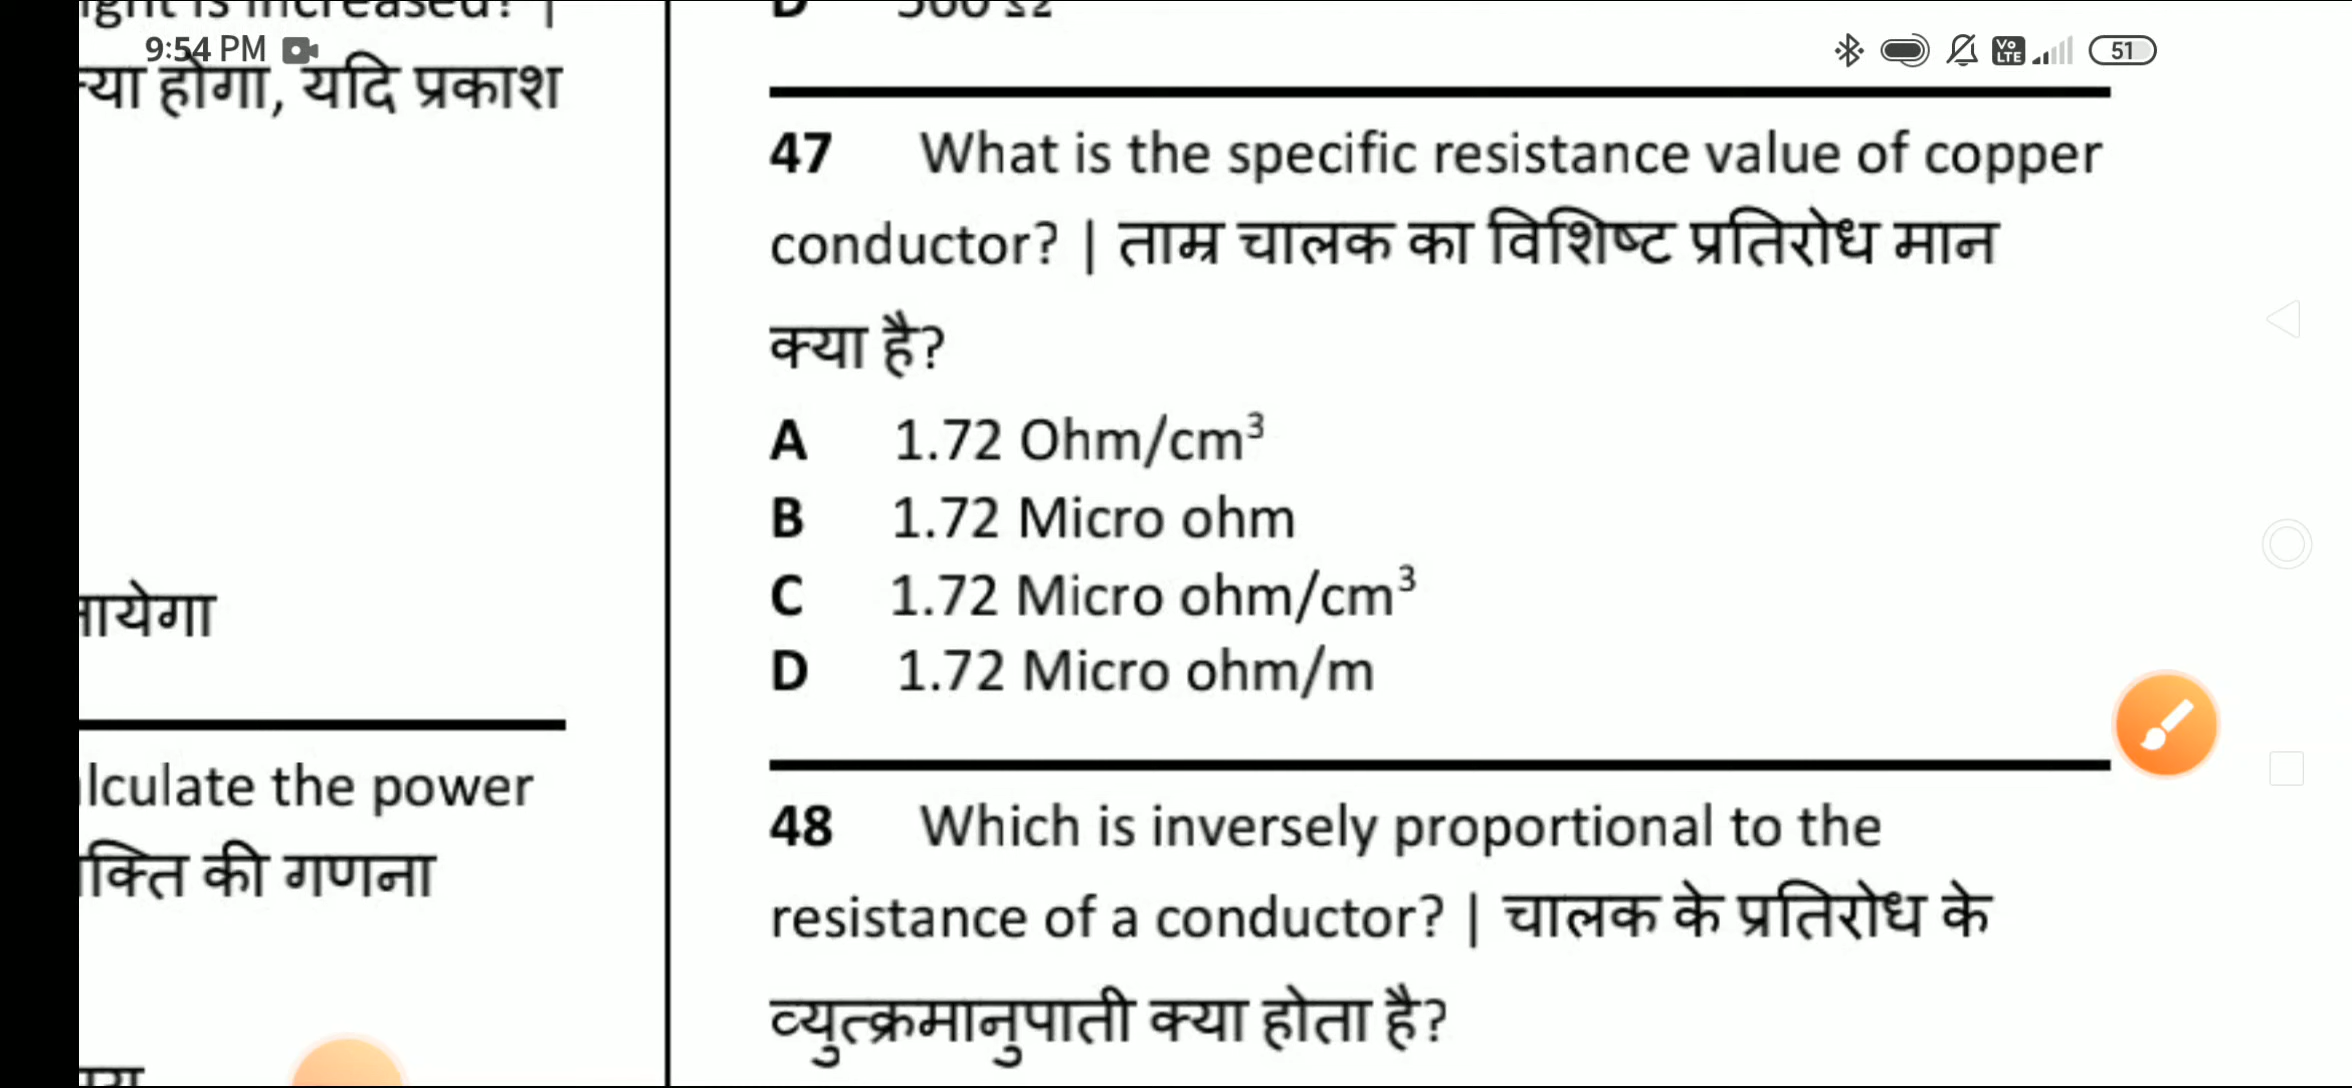 9:54 PM
51
या होगा, यदि प्रकाश
ायेगा
lculate the power
क्ति की गणना
47 What is the specific resistance value of copper
conductor? | ताम्र चालक का विशिष्ट प्रतिरोध मान
क्या है?
A 1.72 Ohm/cm³
B 1.72 Micro ohm
C 1.72 Micro ohm/cm³
D 1.72 Micro ohm/m
48 Which is inversely proportional to the
resistance of a conductor? | चालक के प्रतिरोध के
व्युत्क्रमानुपाती क्या होता है?